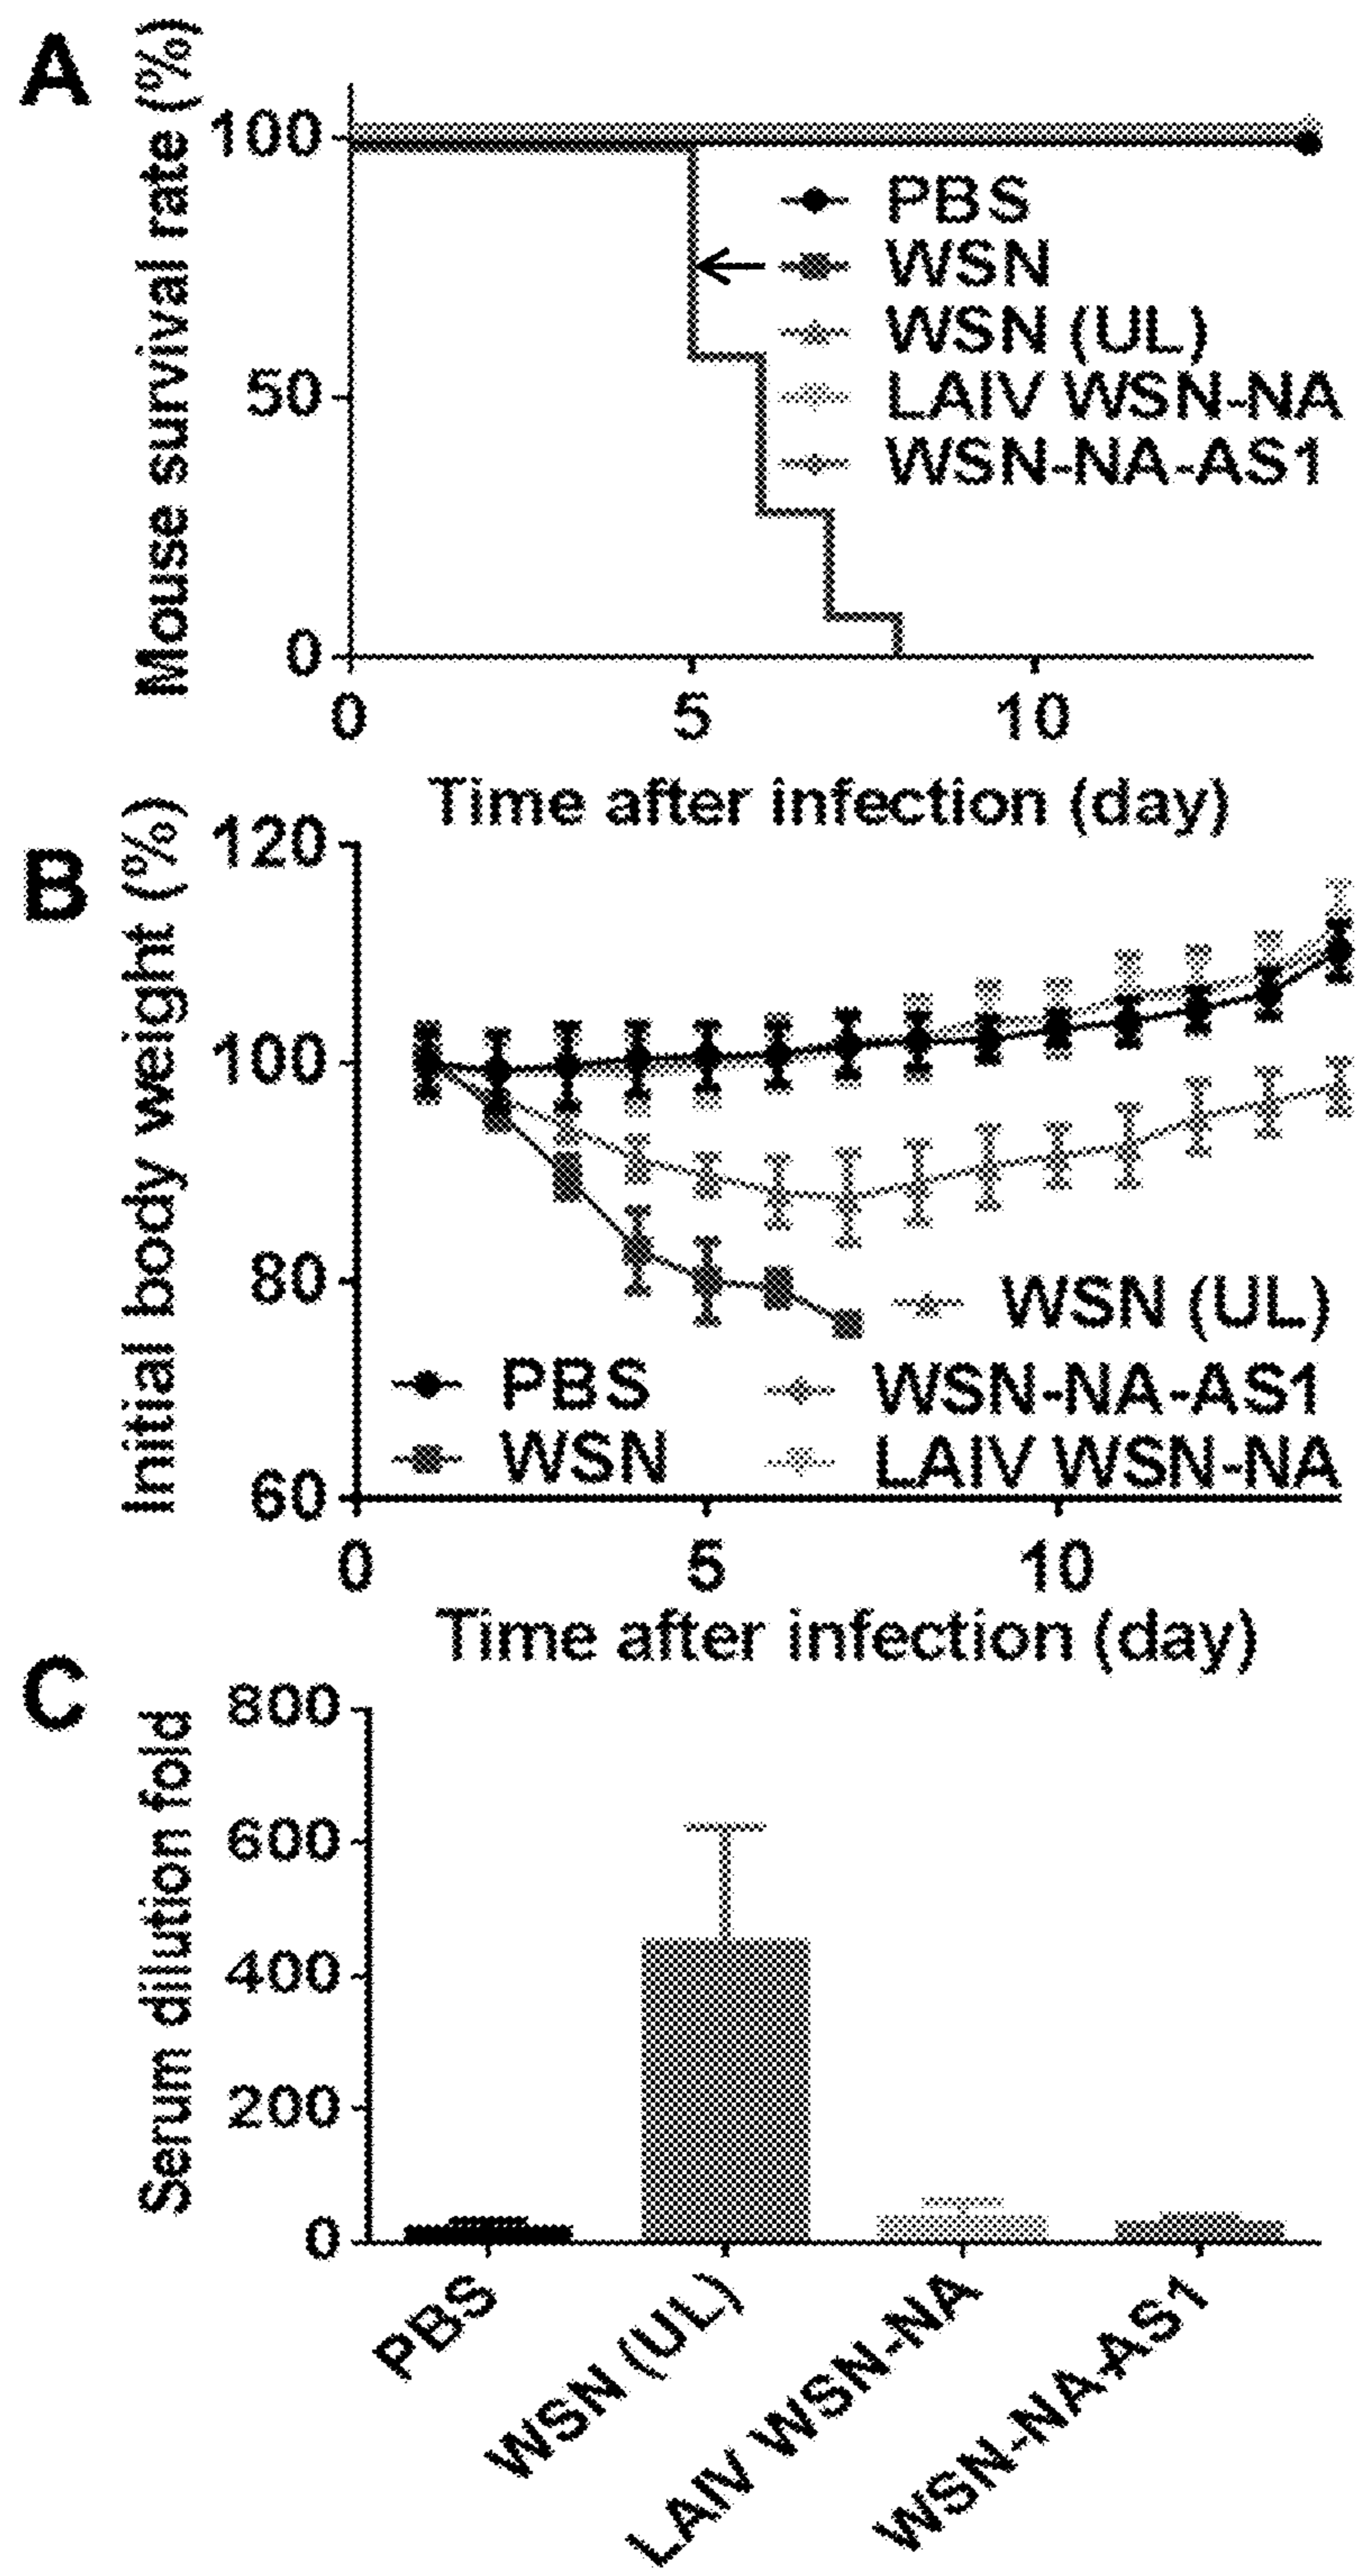 A
Mouse survival rate (%)
100
50
0
PBS
WSN
WSN (UL)
LAIV WSN-NA
WSN-NA-AS1
0 5 10
Time after infection (day)
B
Initial body weight (%)
120
100
80
60
WSN (UL)
PBS WSN-NA-AS1
WSN LAIV WSN-NA
0 5 10
Time after infection (day)
C
Serum dilution fold
800
600
400
200
0
PBS
WSN (UL)
LAIV WSN-NA
WSN-NA-AS1